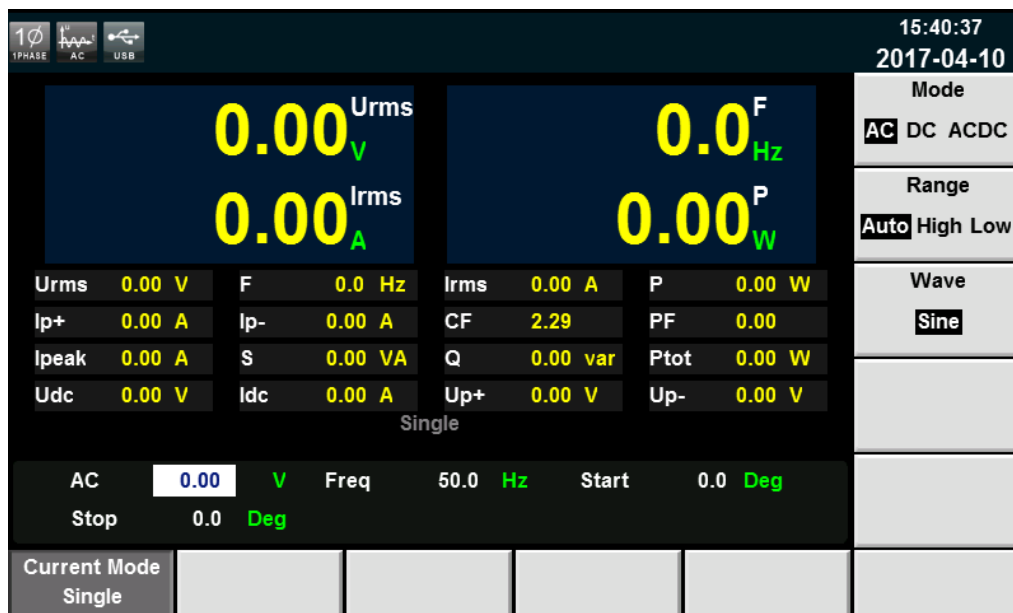 1Ø
1PHASE
U
t
AC
USB
15:40:37
2017-04-10
0.00 Urms V
0.0 F Hz
0.00 Irms A
0.00 P W
Urms 0.00 V F 0.0 Hz Irms 0.00 A P 0.00 W
Ip+ 0.00 A Ip- 0.00 A CF 2.29 PF 0.00
Ipeak 0.00 A S 0.00 VA Q 0.00 var Ptot 0.00 W
Udc 0.00 V Idc 0.00 A Up+ 0.00 V Up- 0.00 V
Single
AC 0.00 V Freq 50.0 Hz Start 0.0 Deg
Stop 0.0 Deg
Mode
AC DC ACDC
Range
Auto High Low
Wave
Sine
Current Mode
Single